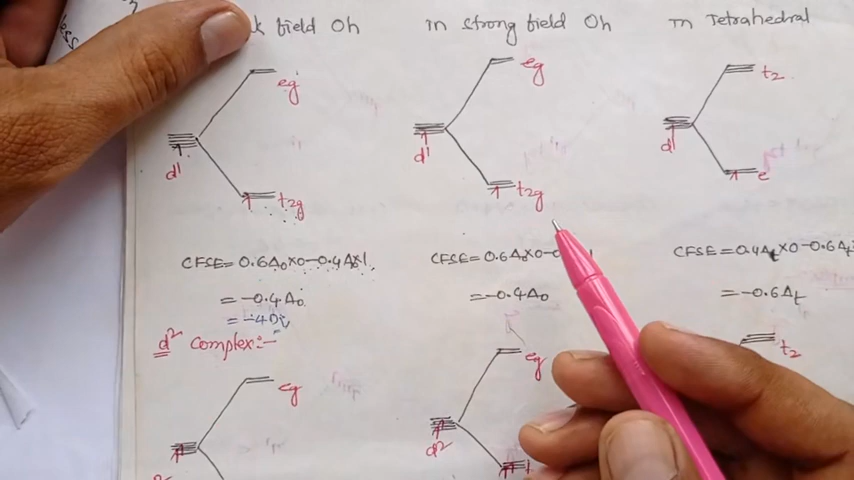 field Oh
In strong field Oh
In Tetrahedral
eg
eg
t2
d1
d1
d1
t2g
t2g
e
CFSE = 0.6Δo×0-0.4Δo×1
CFSE = 0.6Δo×0-0
CFSE = 0.4Δt×0-0.6Δt
= -0.4Δo
= -0.4Δo
= -0.6Δt
d2 Complex:-
t2
eg
eg
d2